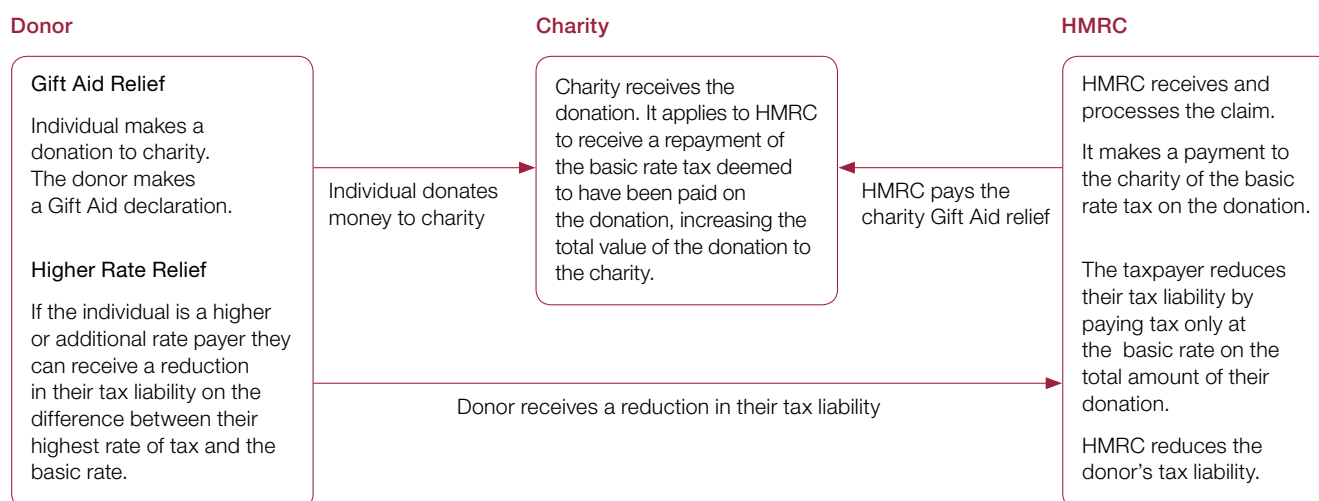 Donor
Charity
HMRC
Gift Aid Relief
Individual makes a
donation to charity.
The donor makes
a Gift Aid declaration.
Higher Rate Relief
If the individual is a higher
or additional rate payer they
can receive a reduction
in their tax liability on the
difference between their
highest rate of tax and the
basic rate.
Individual donates
money to charity
Charity receives the
donation. It applies to HMRC
to receive a repayment of
the basic rate tax deemed
to have been paid on
the donation, increasing the
total value of the donation to
the charity.
HMRC pays the
charity Gift Aid relief
Donor receives a reduction in their tax liability
HMRC receives and
processes the claim.
It makes a payment to
the charity of the basic
rate tax on the donation.
The taxpayer reduces
their tax liability by
paying tax only at
the basic rate on the
total amount of their
donation.
HMRC reduces the
donor's tax liability.